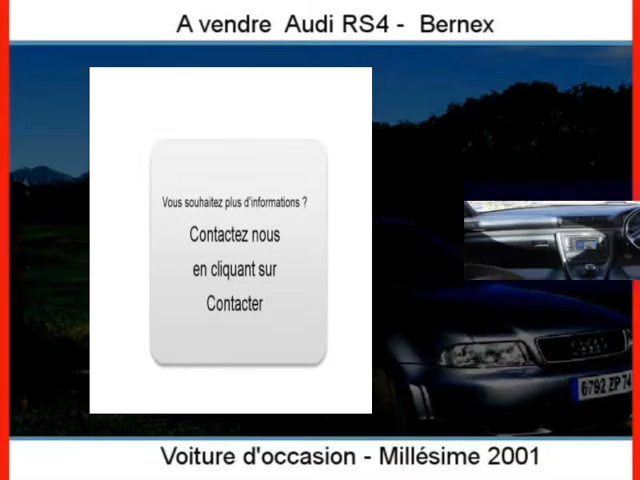 A vendre Audi RS4 - Bernex
Vous souhaitez plus d'informations ?
Contactez nous
en cliquant sur
Contacter
6792 ZP 74
Voiture d'occasion - Millésime 2001